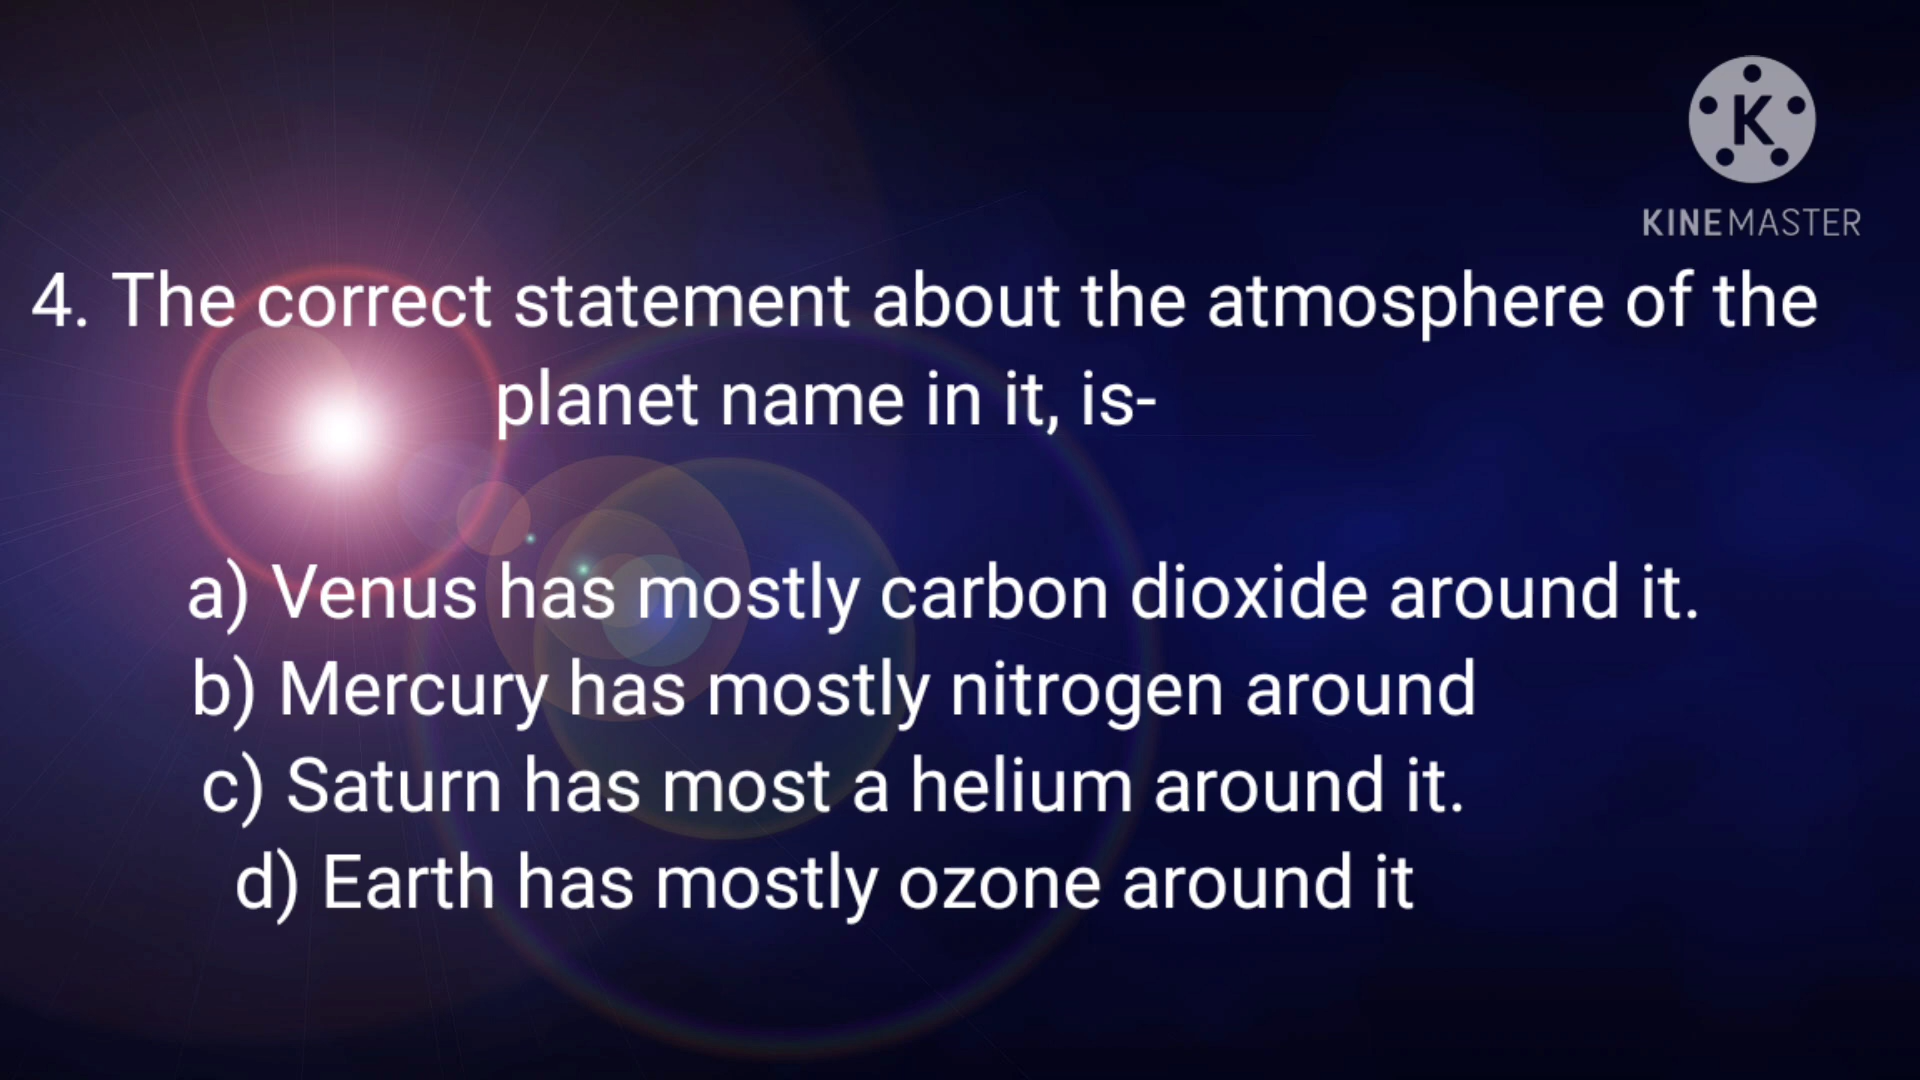 K
KINEMASTER
4. The correct statement about the atmosphere of the
planet name in it, is-
a) Venus has mostly carbon dioxide around it.
b) Mercury has mostly nitrogen around
c) Saturn has most a helium around it.
d) Earth has mostly ozone around it